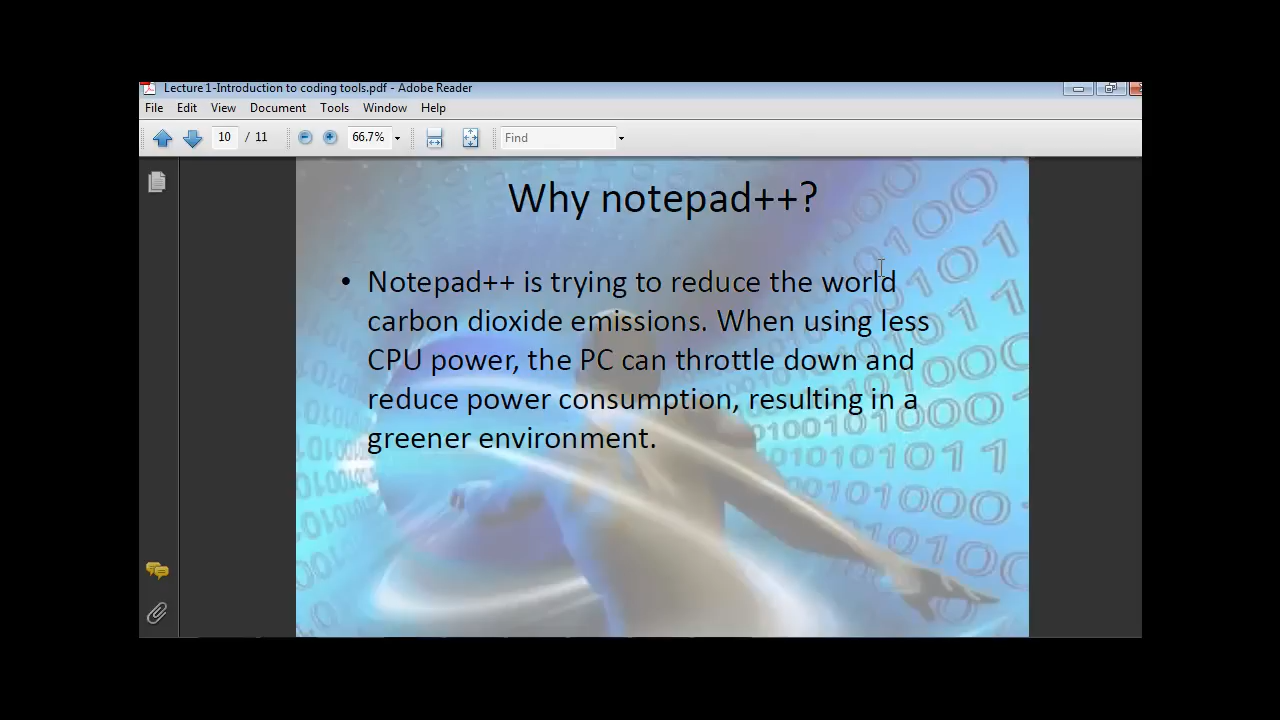 Lecture 1-Introduction to coding tools.pdf - Adobe Reader
File Edit View Document Tools Window Help
10 / 11 66.7% Find
Why notepad++?
• Notepad++ is trying to reduce the world
carbon dioxide emissions. When using less
CPU power, the PC can throttle down and
reduce power consumption, resulting in a
greener environment.